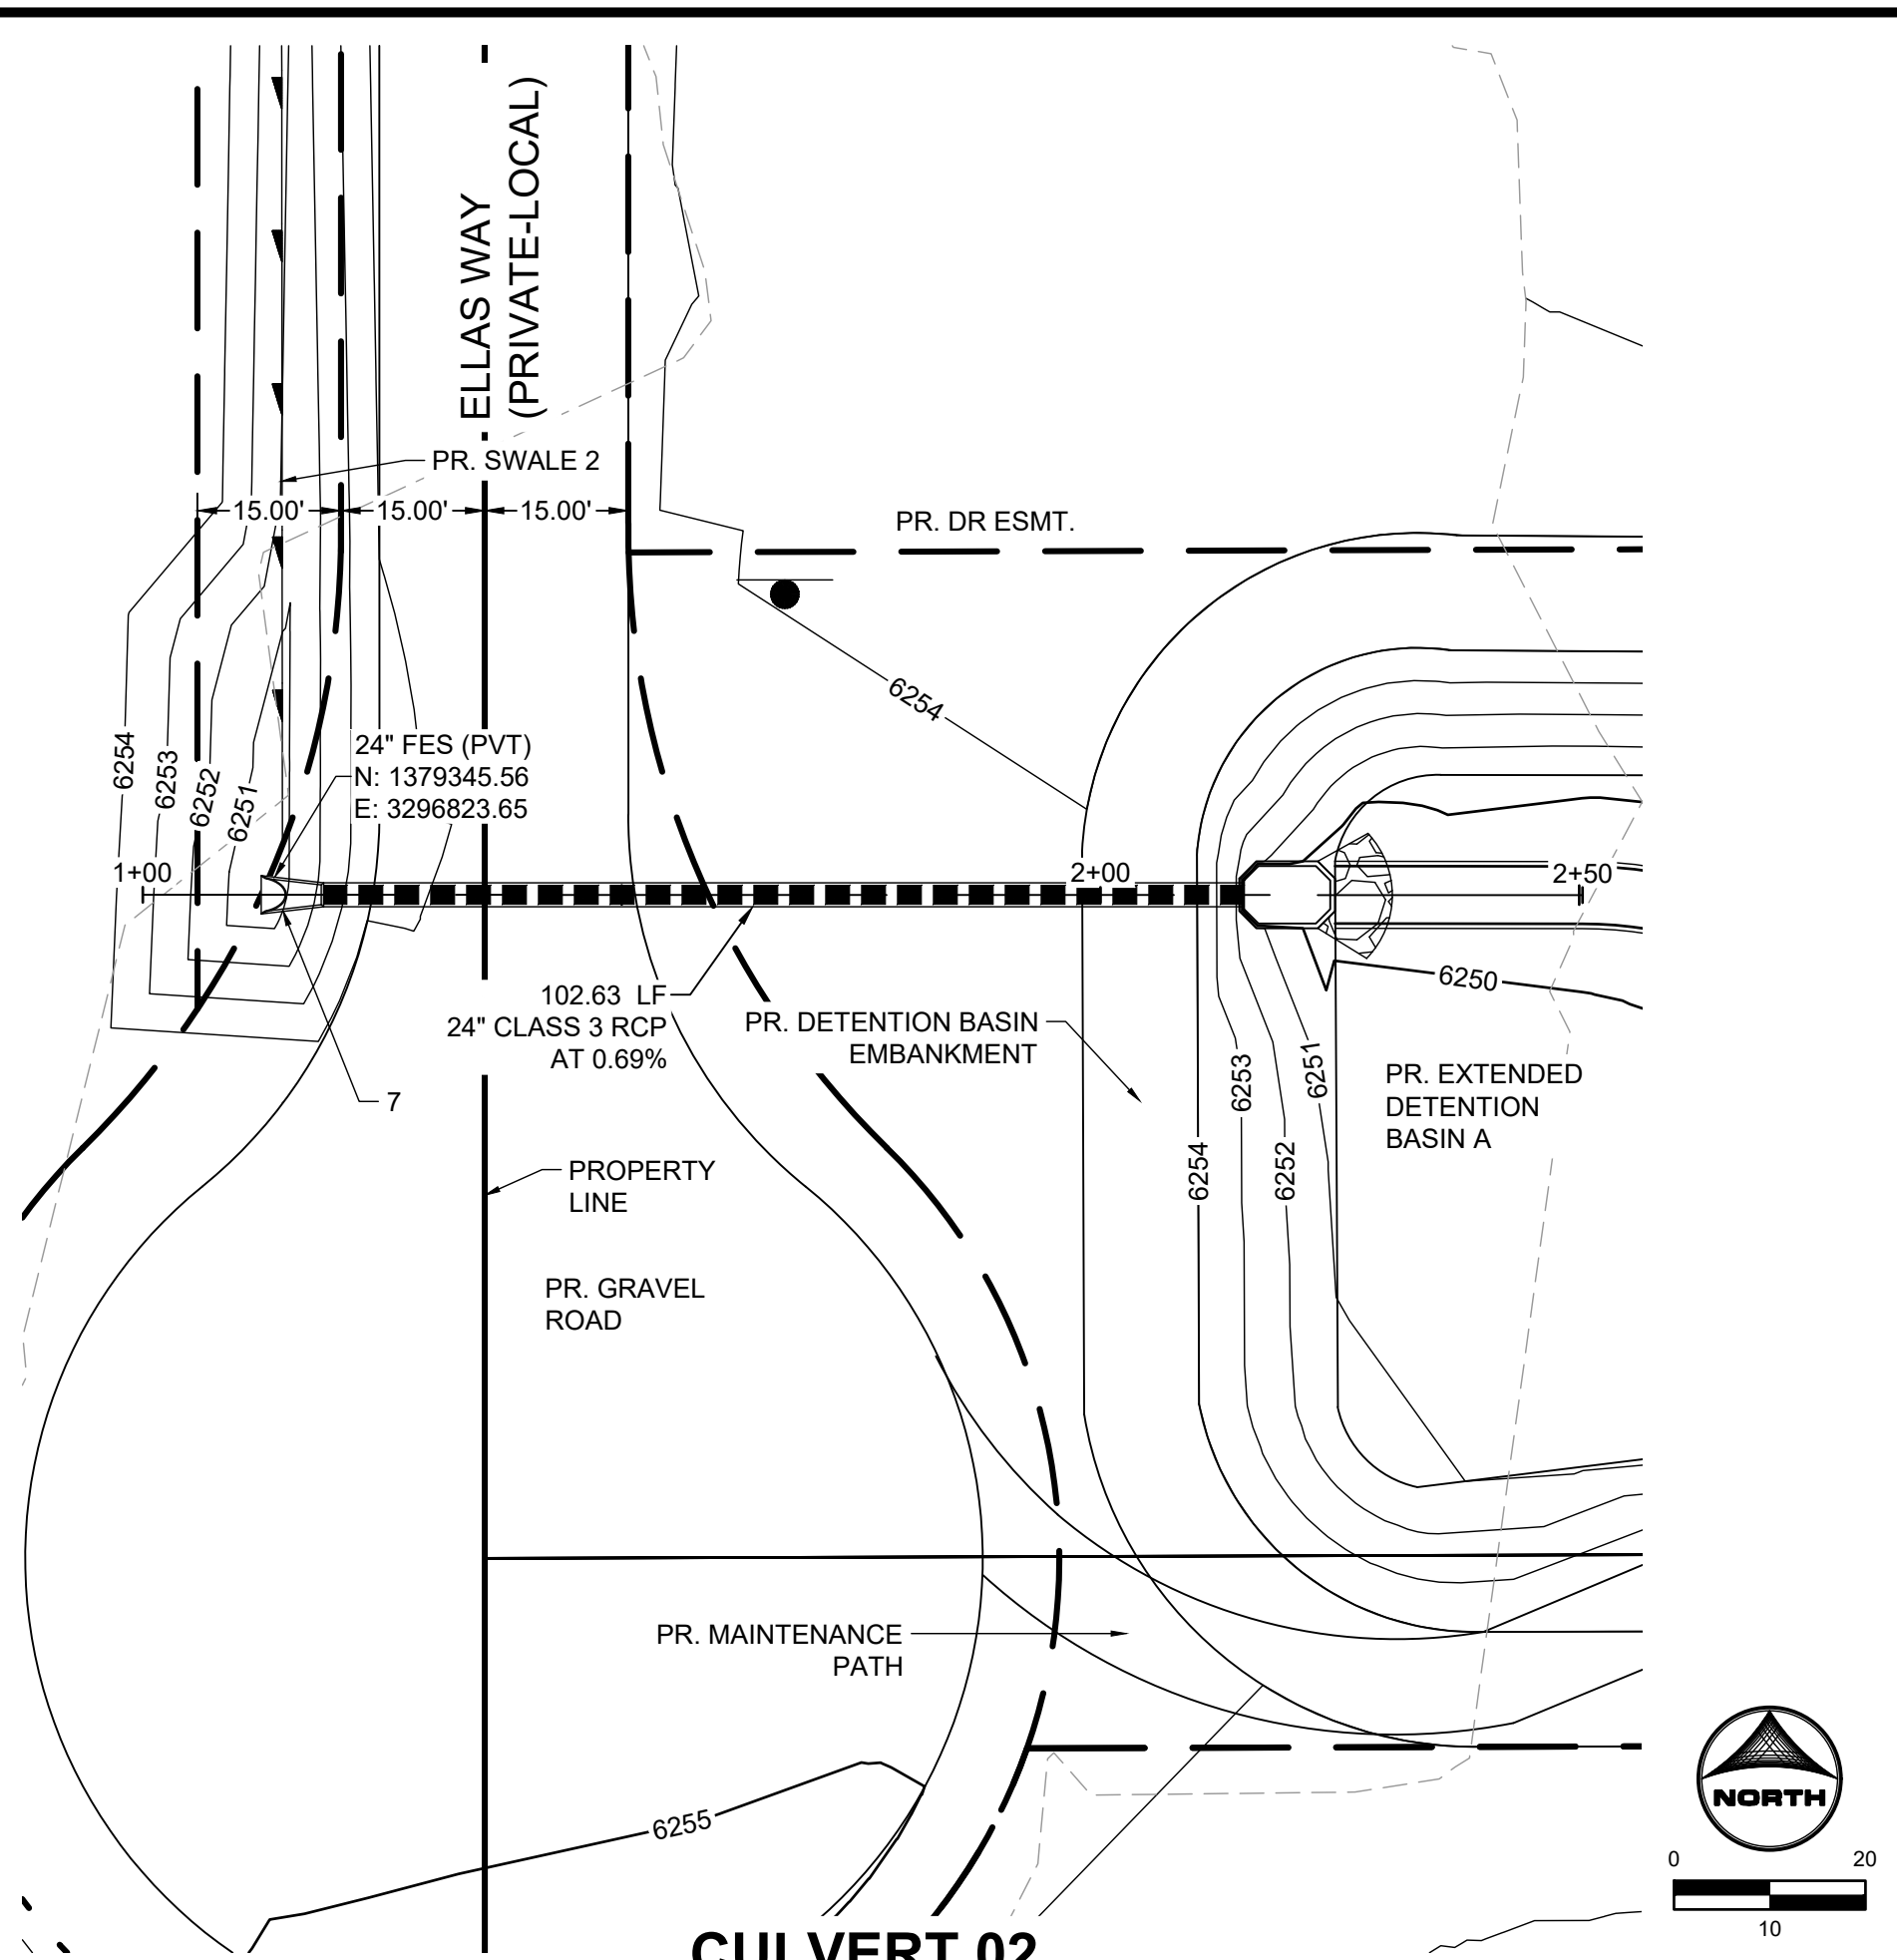 ELLAS WAY
(PRIVATE-LOCAL)
PR. SWALE 2
15.00'
15.00'
15.00'
PR. DR ESMT.
6254
24" FES (PVT)
N: 1379345.56
E: 3296823.65
6254
6253
6252
6251
1+00
2+00
2+50
102.63 LF
24" CLASS 3 RCP
AT 0.69%
PR. DETENTION BASIN
EMBANKMENT
6250
7
6253
6251
6254
6252
PR. EXTENDED
DETENTION
BASIN A
PROPERTY
LINE
PR. GRAVEL
ROAD
PR. MAINTENANCE
PATH
6255
NORTH
0
20
10
CULVERT 02